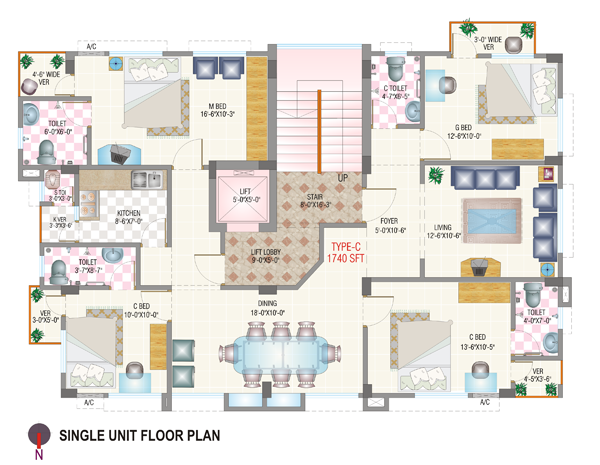 A/C
4'-6" WIDE
VER
TOILET
6'-0"X6'-0"
M BED
16'-6"X10'-3"
C TOILET
4'-7"X6'-5"
3'-0" WIDE
VER
G BED
12'-6"X10'-0"
S TOI
3'-0"X3'-0"
K VER
3'-3"X3'-6"
KITCHEN
8'-6"X7'-0"
LIFT
5'-0"X5'-0"
UP
STAIR
8'-0"X16'-3"
FOYER
5'-0"X10'-6"
LIVING
12'-6"X10'-6"
TOILET
3'-7"X8'-7"
LIFT LOBBY
9'-0"X5'-0"
TYPE-C
1740 SFT
VER
3'-0"X5'-0"
C BED
10'-0"X10'-0"
DINING
18'-0"X10'-0"
C BED
13'-6"X10'-5"
TOILET
4'-0"X7'-0"
VER
4'-5"X3'-6"
A/C
A/C
SINGLE UNIT FLOOR PLAN
N